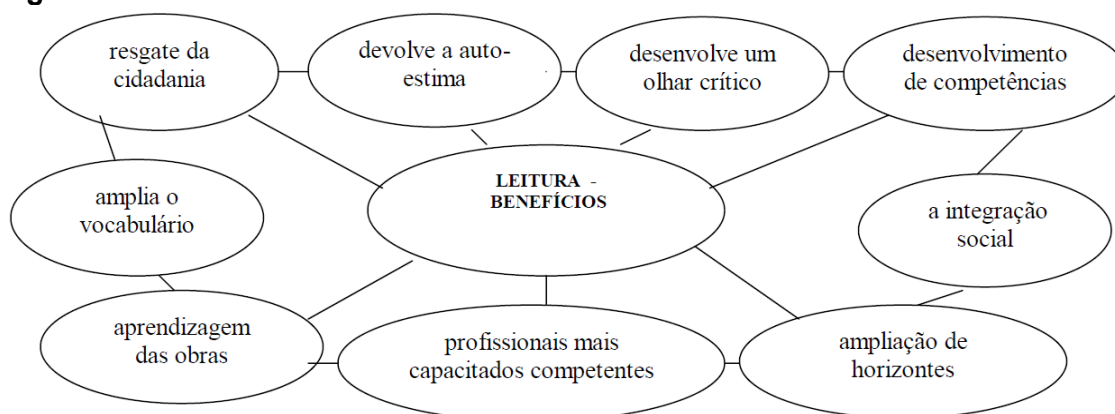 resgate da
cidadania
devolve a auto-
estima
desenvolve um
olhar crítico
desenvolvimento
de competências
LEITURA -
BENEFÍCIOS
amplia o
vocabulário
a integração
social
aprendizagem
das obras
profissionais mais
capacitados competentes
ampliação de
horizontes